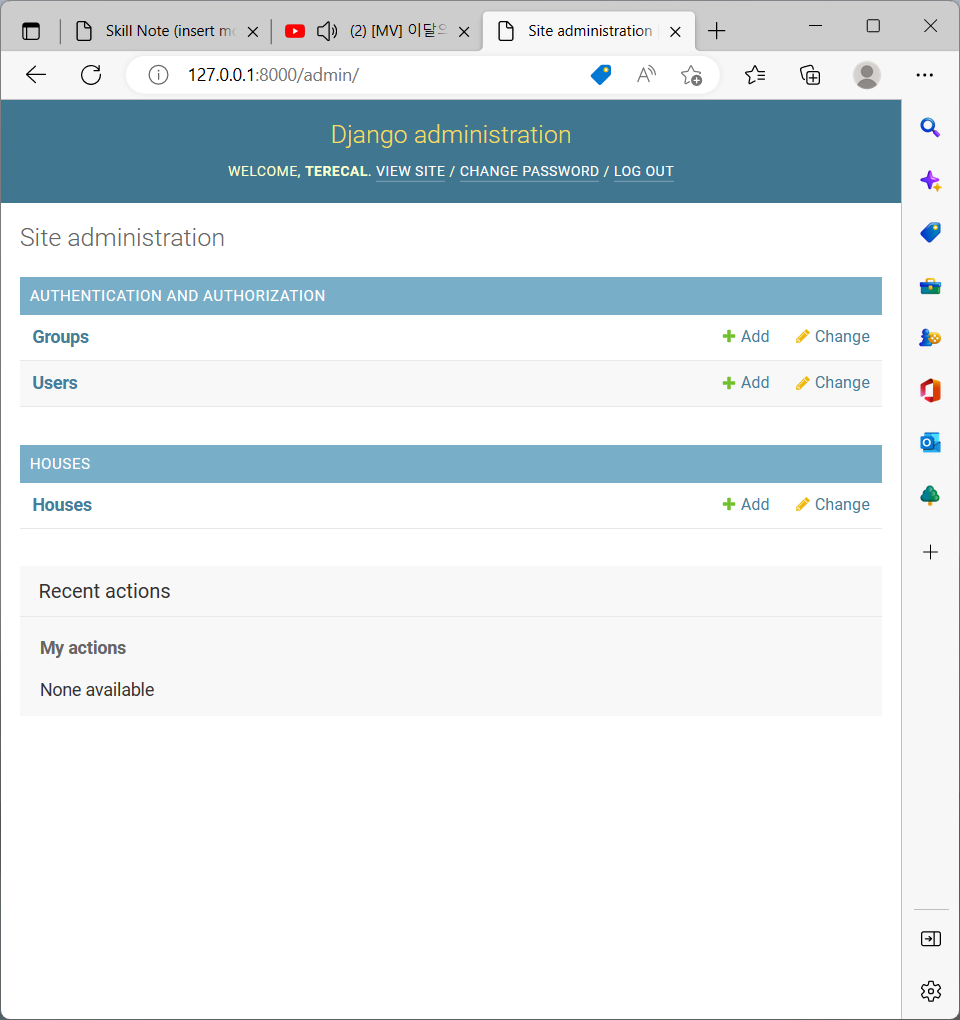 Skill Note (insert mo
(2) [MV] 이달으
Site administration
127.0.0.1:8000/admin/
Django administration
WELCOME, TERECAL. VIEW SITE / CHANGE PASSWORD / LOG OUT
Site administration
AUTHENTICATION AND AUTHORIZATION
Groups Add Change
Users Add Change
HOUSES
Houses Add Change
Recent actions
My actions
None available